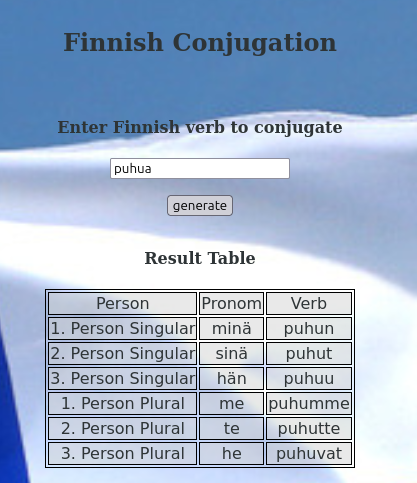 Finnish Conjugation
Enter Finnish verb to conjugate
puhua
generate
Result Table
Person Pronom Verb
1. Person Singular minä puhun
2. Person Singular sinä puhut
3. Person Singular hän puhuu
1. Person Plural me puhumme
2. Person Plural te puhutte
3. Person Plural he puhuvat